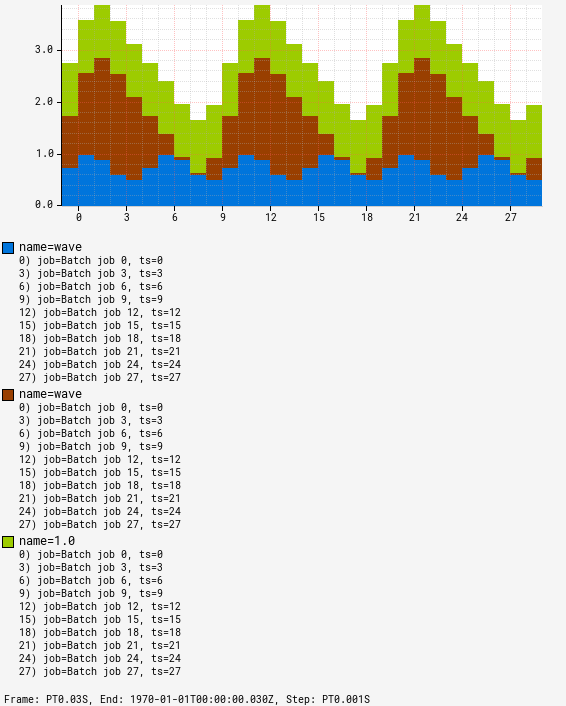 3.0
2.0
1.0
0.0
0 3 6 9 12 15 18 21 24 27
name=wave
0) job=Batch job 0, ts=0
3) job=Batch job 3, ts=3
6) job=Batch job 6, ts=6
9) job=Batch job 9, ts=9
12) job=Batch job 12, ts=12
15) job=Batch job 15, ts=15
18) job=Batch job 18, ts=18
21) job=Batch job 21, ts=21
24) job=Batch job 24, ts=24
27) job=Batch job 27, ts=27
name=wave
0) job=Batch job 0, ts=0
3) job=Batch job 3, ts=3
6) job=Batch job 6, ts=6
9) job=Batch job 9, ts=9
12) job=Batch job 12, ts=12
15) job=Batch job 15, ts=15
18) job=Batch job 18, ts=18
21) job=Batch job 21, ts=21
24) job=Batch job 24, ts=24
27) job=Batch job 27, ts=27
name=1.0
0) job=Batch job 0, ts=0
3) job=Batch job 3, ts=3
6) job=Batch job 6, ts=6
9) job=Batch job 9, ts=9
12) job=Batch job 12, ts=12
15) job=Batch job 15, ts=15
18) job=Batch job 18, ts=18
21) job=Batch job 21, ts=21
24) job=Batch job 24, ts=24
27) job=Batch job 27, ts=27
Frame: PT0.03S, End: 1970-01-01T00:00:00.030Z, Step: PT0.001S